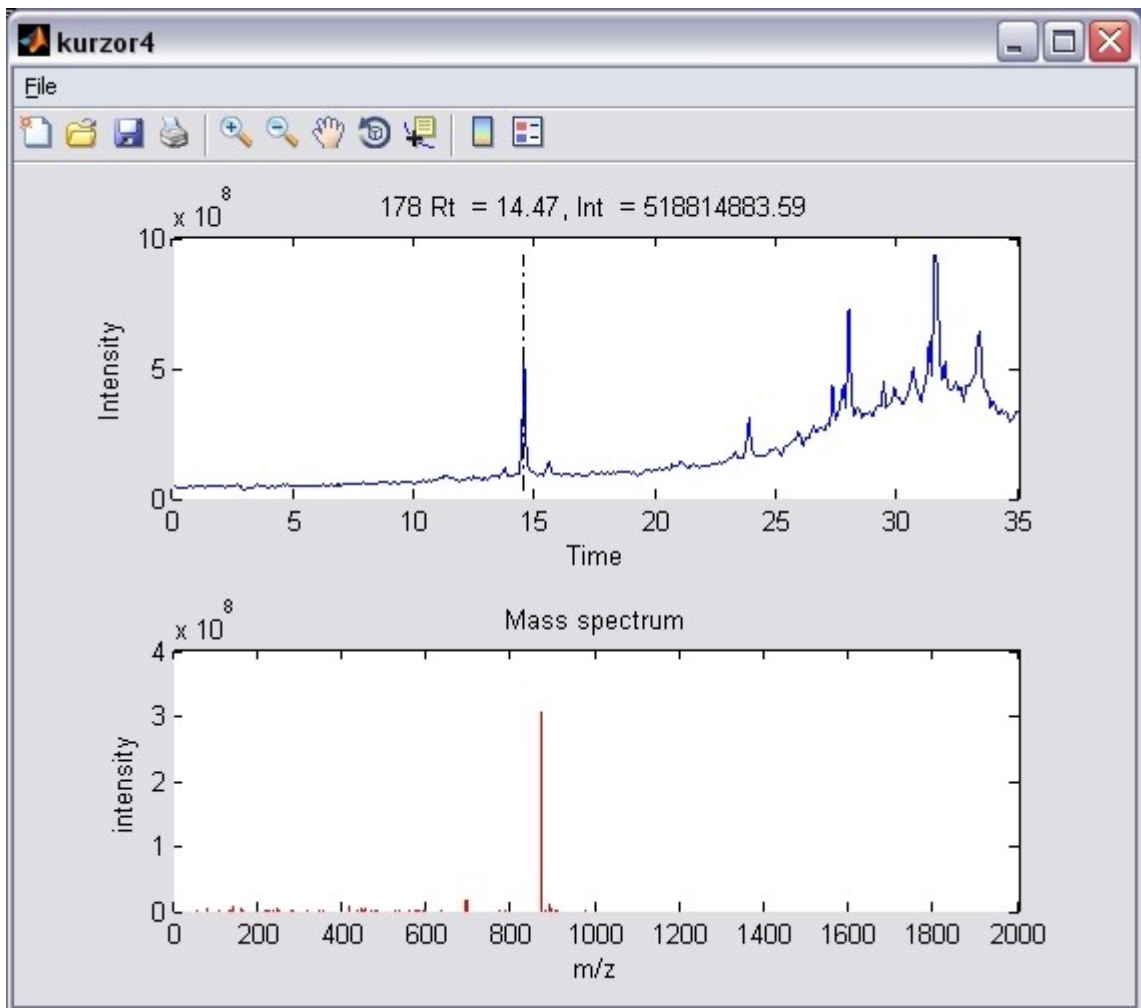 kurzor4
File
x 10^8
178 Rt = 14.47, Int = 518814883.59
10
5
0
Intensity
0 5 10 15 20 25 30 35
Time
x 10^8
Mass spectrum
4
3
2
1
0
intensity
0 200 400 600 800 1000 1200 1400 1600 1800 2000
m/z